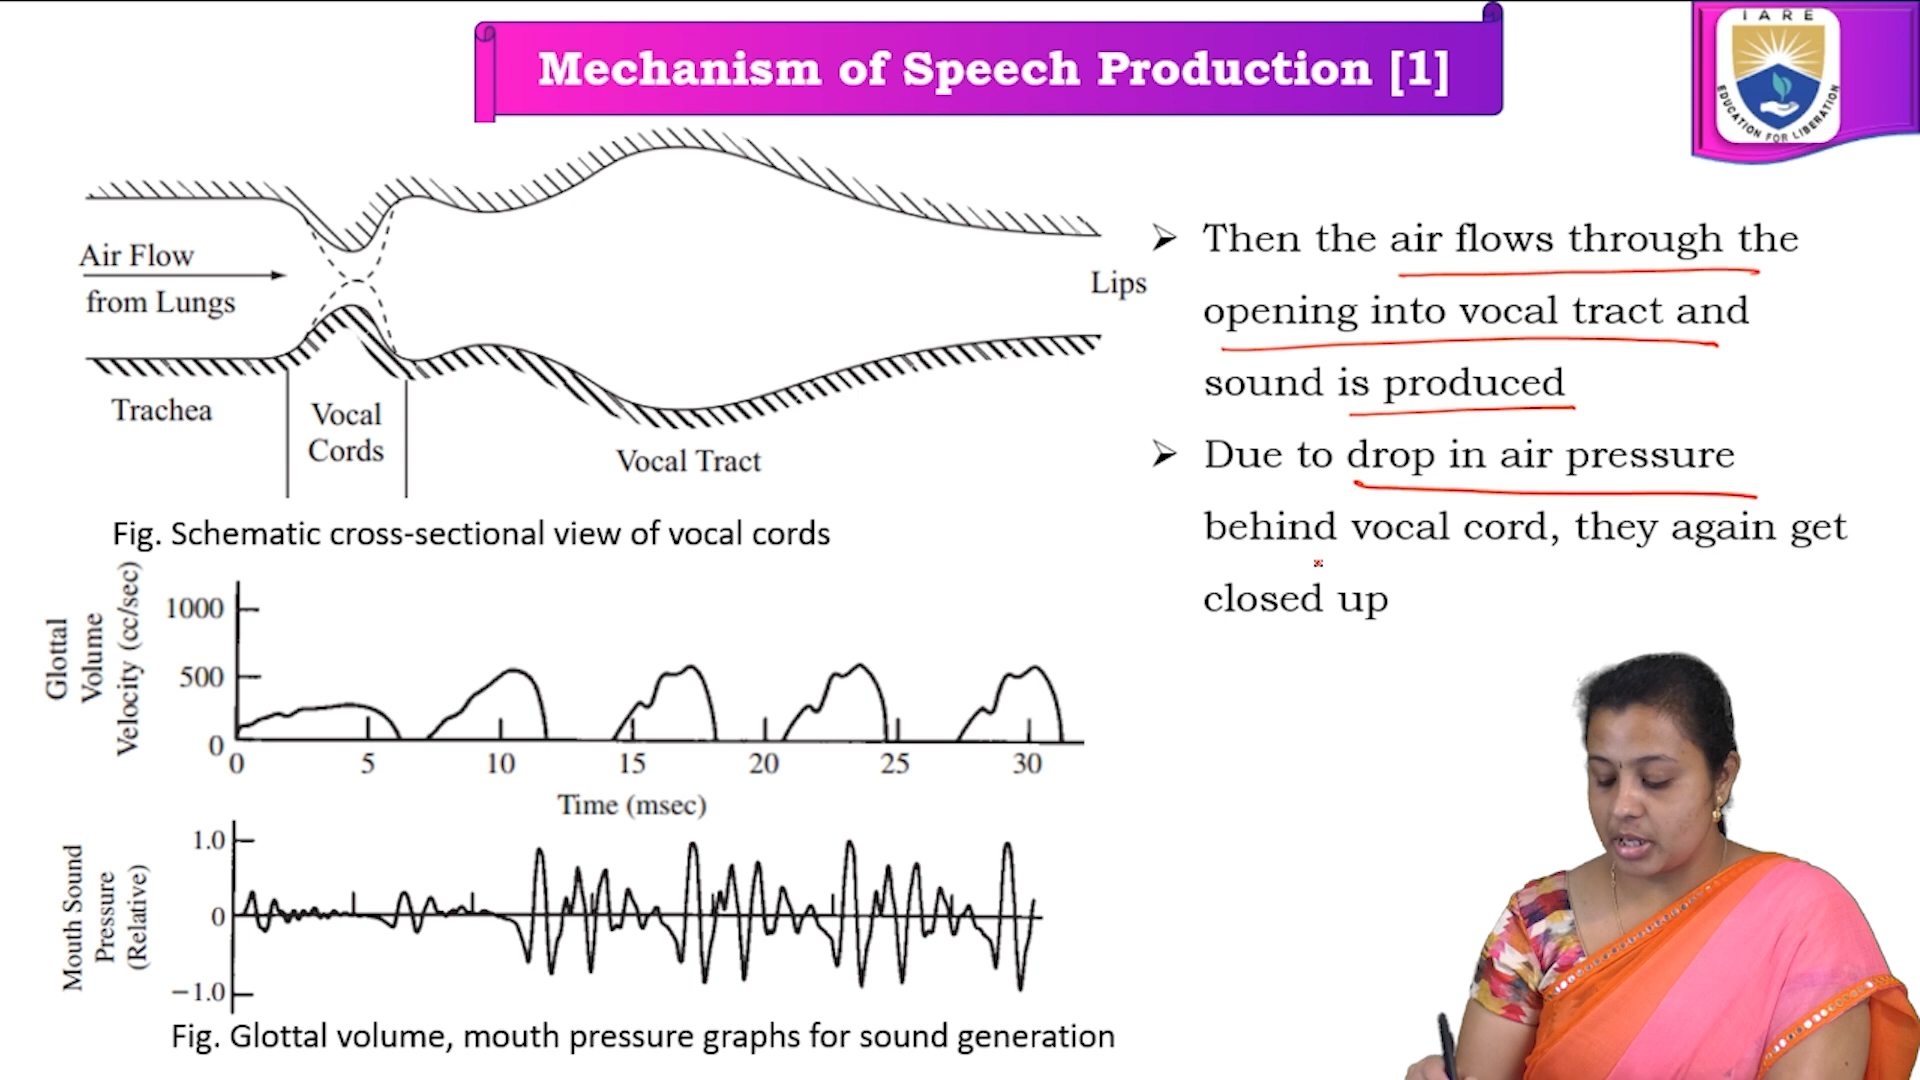 Mechanism of Speech Production [1]
IARE
EDUCATION FOR LIBERATION
Air Flow
from Lungs
Lips
Trachea
Vocal
Cords
Vocal Tract
Fig. Schematic cross-sectional view of vocal cords
Then the air flows through the
opening into vocal tract and
sound is produced
Due to drop in air pressure
behind vocal cord, they again get
closed up
Glottal
Volume
Velocity (cc/sec)
1000
500
0
0 5 10 15 20 25 30
Time (msec)
Mouth Sound
Pressure
(Relative)
1.0
0
−1.0
Fig. Glottal volume, mouth pressure graphs for sound generation